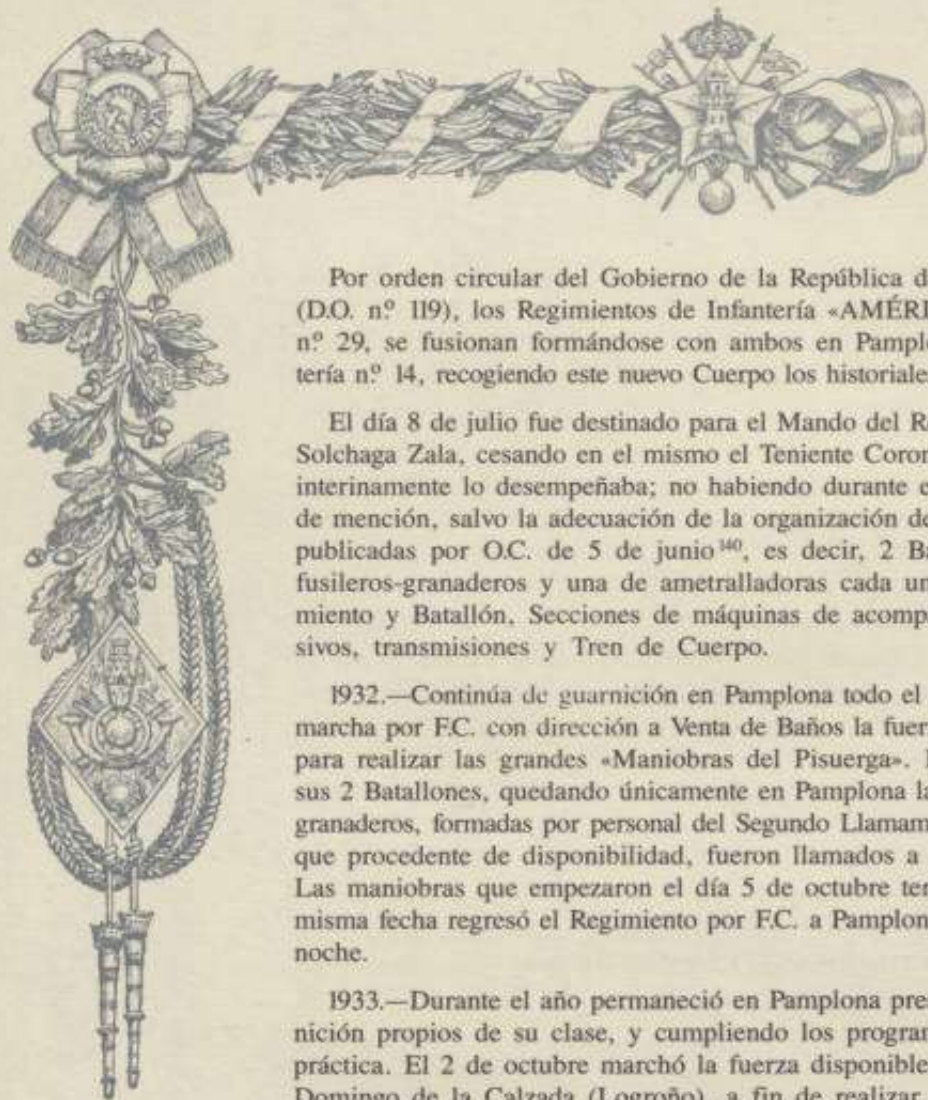 Por orden circular del Gobierno de la República d
(D.O. n.º 119), los Regimientos de Infantería «AMÉRI
n.º 29, se fusionan formándose con ambos en Pampl
tería n.º 14, recogiendo este nuevo Cuerpo los historiale
El día 8 de julio fue destinado para el Mando del R
Solchaga Zala, cesando en el mismo el Teniente Coron
interinamente lo desempeñaba; no habiendo durante e
de mención, salvo la adecuación de la organización de
publicadas por O.C. de 5 de junio¹⁴⁰, es decir, 2 Ba
fusileros-granaderos y una de ametralladoras cada un
miento y Batallón, Secciones de máquinas de acomp
sivos, transmisiones y Tren de Cuerpo.
1932.—Continúa de guarnición en Pamplona todo el
marcha por F.C. con dirección a Venta de Baños la fuer
para realizar las grandes «Maniobras del Pisuerga».
sus 2 Batallones, quedando únicamente en Pamplona la
granaderos, formadas por personal del Segundo Llamam
que procedente de disponibilidad, fueron llamados a
Las maniobras que empezaron el día 5 de octubre ter
misma fecha regresó el Regimiento por F.C. a Pamplon
noche.
1933.—Durante el año permaneció en Pamplona pre
nición propios de su clase, y cumpliendo los program
práctica. El 2 de octubre marchó la fuerza disponible
Domingo de la Calzada (Logroño), a fin de realizar